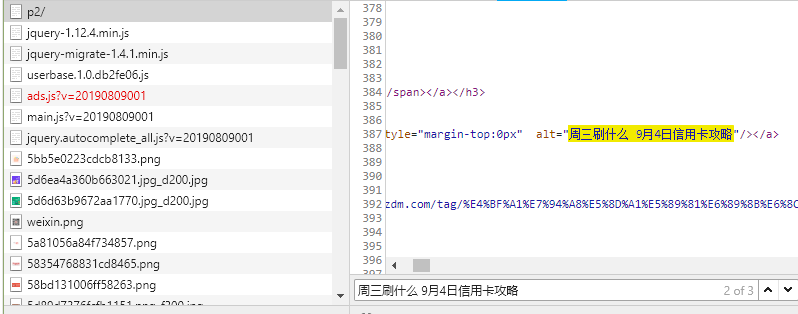 p2/
jquery-1.12.4.min.js
jquery-migrate-1.4.1.min.js
userbase.1.0.db2fe06.js
ads.js?v=20190809001
main.js?v=20190809001
jquery.autocomplete_all.js?v=20190809001
5bb5e0223cdcb8133.png
5d6ea4a360b663021.jpg_d200.jpg
5d6d63b9672aa1770.jpg_d200.jpg
weixin.png
5a81056a84f734857.png
58354768831cd8465.png
58bd131006ff58263.png
378
379
380
381
382
383
384 /span></a></h3>
385
386
387 tyle="margin-top:0px" alt="周三刷什么 9月4日信用卡攻略"/></a>
388
389
390
391
392 zdm.com/tag/%E4%BF%A1%E7%94%A8%E5%8D%A1%E5%89%81%E6%89%8B%E6%8C
393
394
395
396
397
周三刷什么 9月4日信用卡攻略 2 of 3